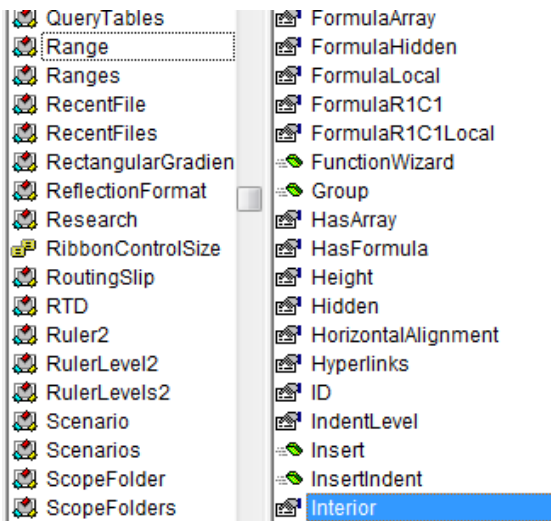 QueryTables
Range
Ranges
RecentFile
RecentFiles
RectangularGradien
ReflectionFormat
Research
RibbonControlSize
RoutingSlip
RTD
Ruler2
RulerLevel2
RulerLevels2
Scenario
Scenarios
ScopeFolder
ScopeFolders
FormulaArray
FormulaHidden
FormulaLocal
FormulaR1C1
FormulaR1C1Local
FunctionWizard
Group
HasArray
HasFormula
Height
Hidden
HorizontalAlignment
Hyperlinks
ID
IndentLevel
Insert
InsertIndent
Interior